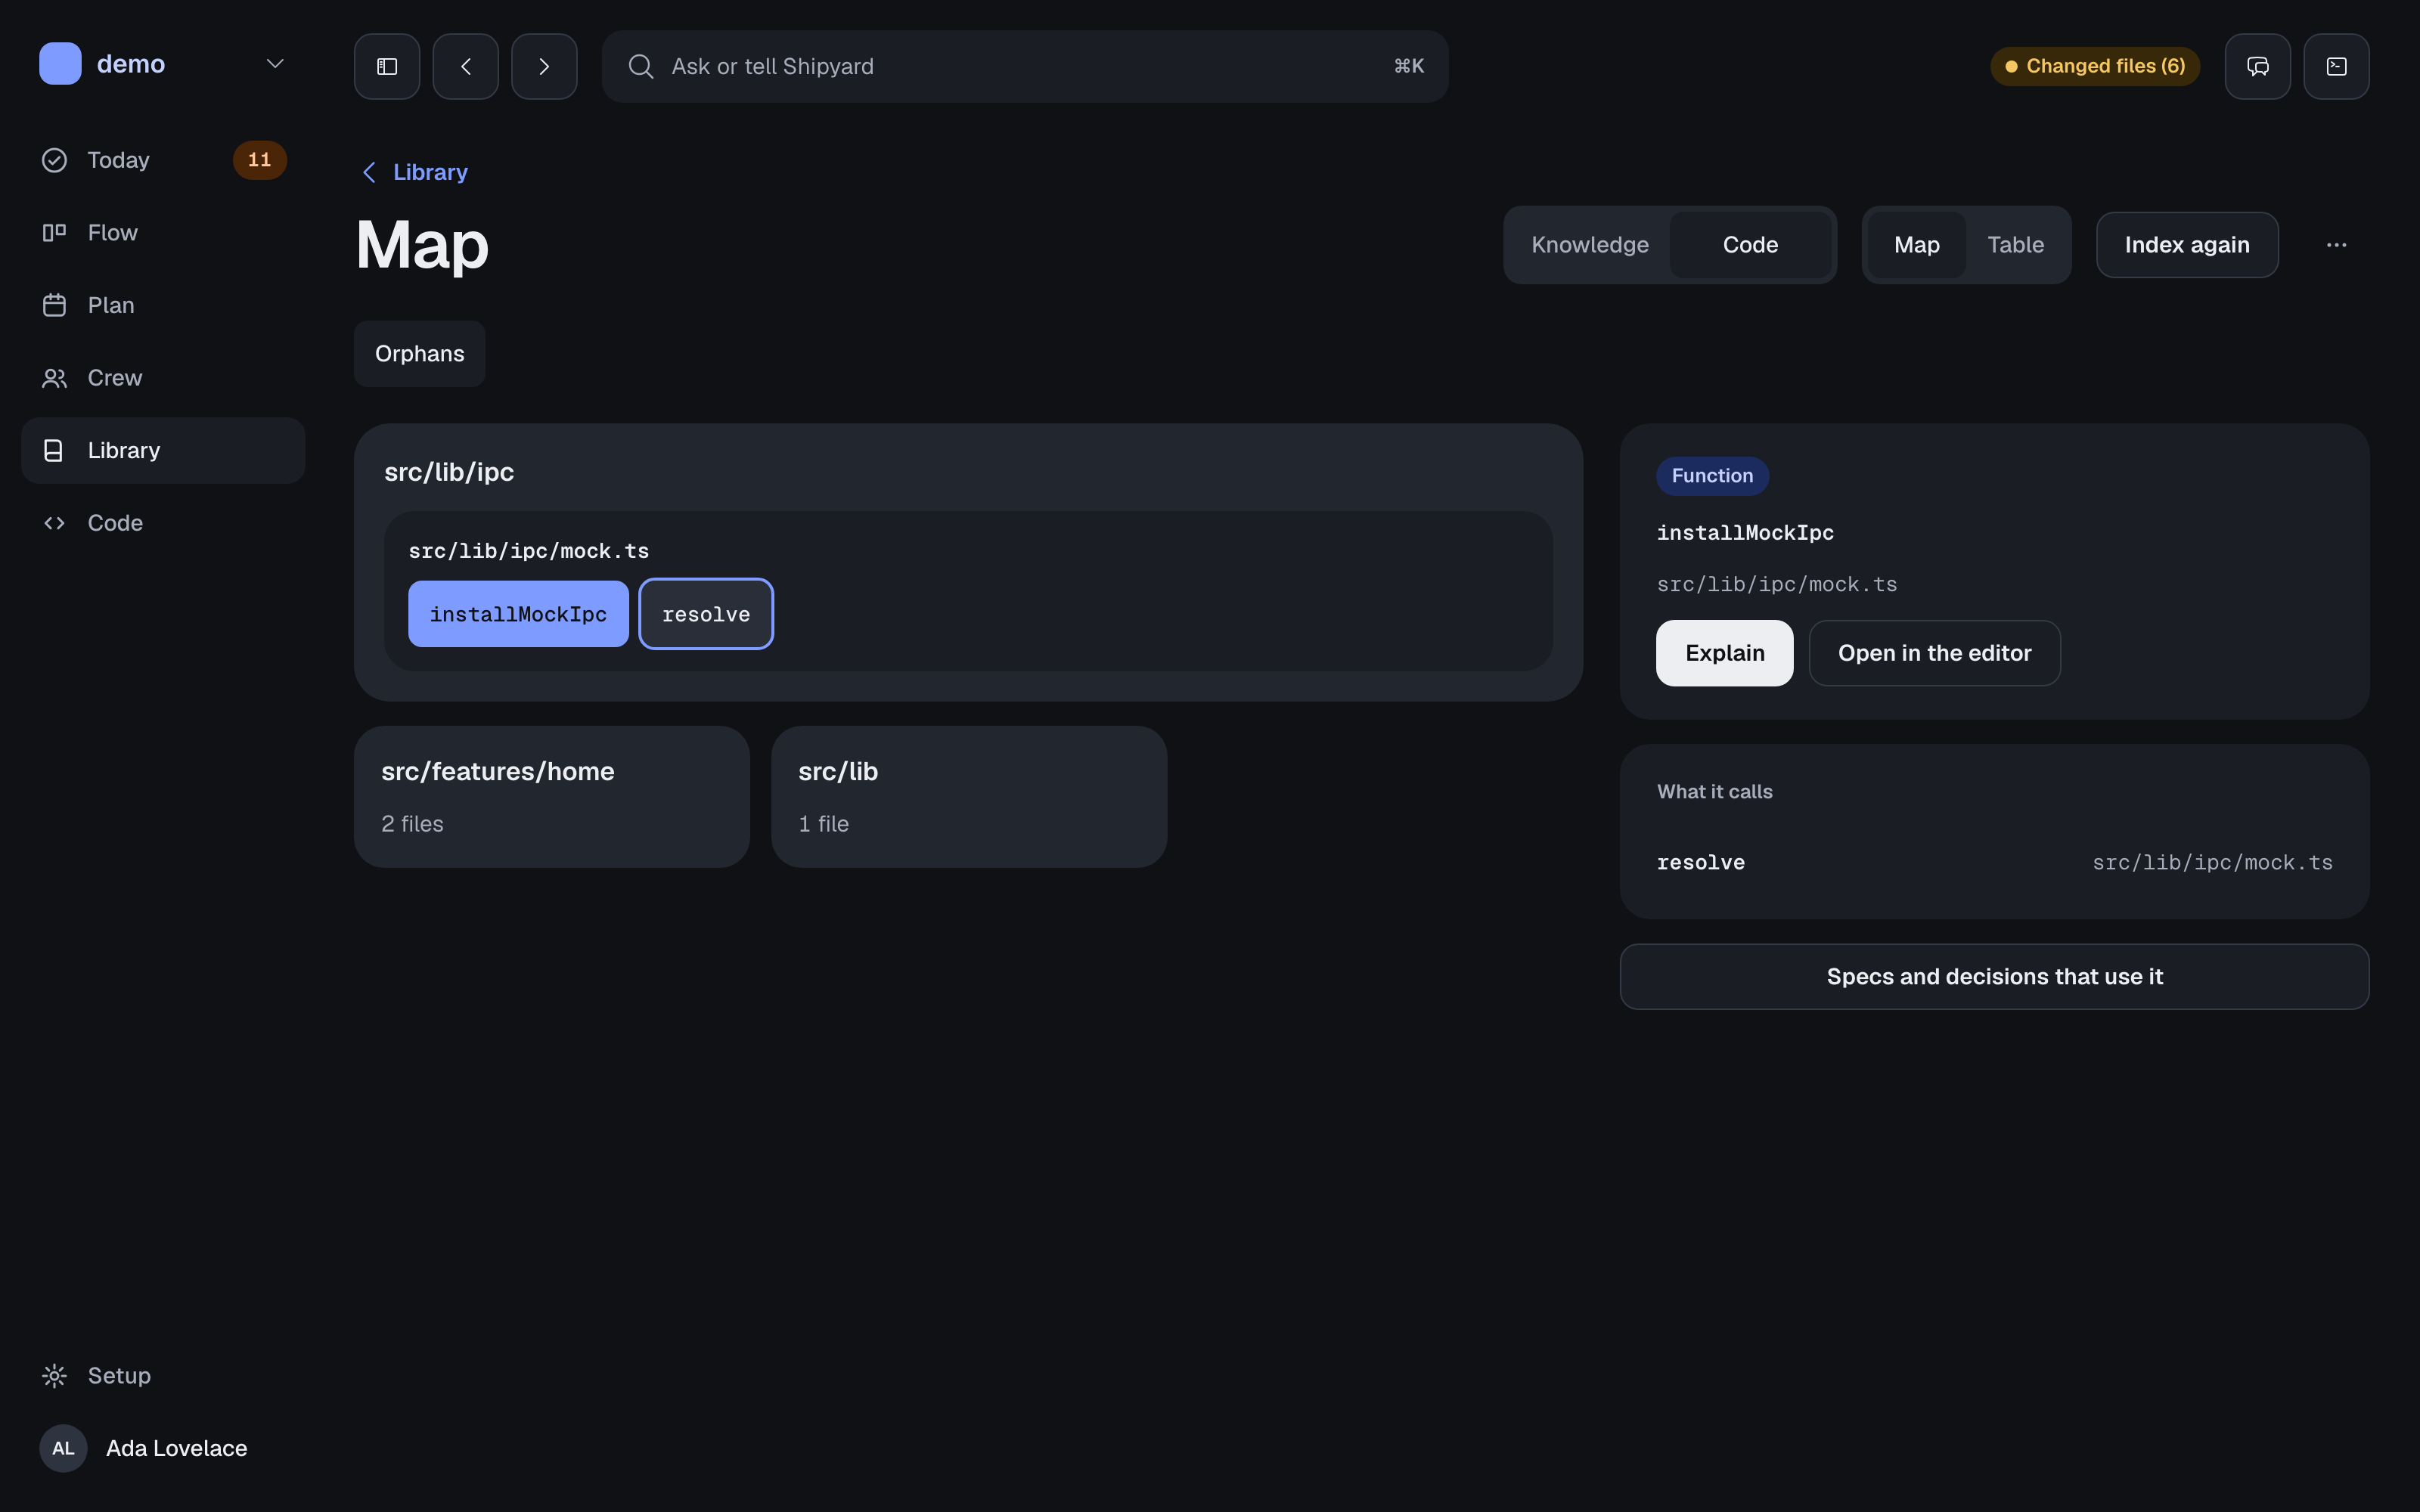 demo
Ask or tell Shipyard
⌘K
Changed files (6)
Today
11
Flow
Plan
Crew
Library
Code
Library
Map
Knowledge
Code
Map
Table
Index again
Orphans
src/lib/ipc
src/lib/ipc/mock.ts
installMockIpc
resolve
src/features/home
2 files
src/lib
1 file
Function
installMockIpc
src/lib/ipc/mock.ts
Explain
Open in the editor
What it calls
resolve
src/lib/ipc/mock.ts
Specs and decisions that use it
Setup
AL
Ada Lovelace